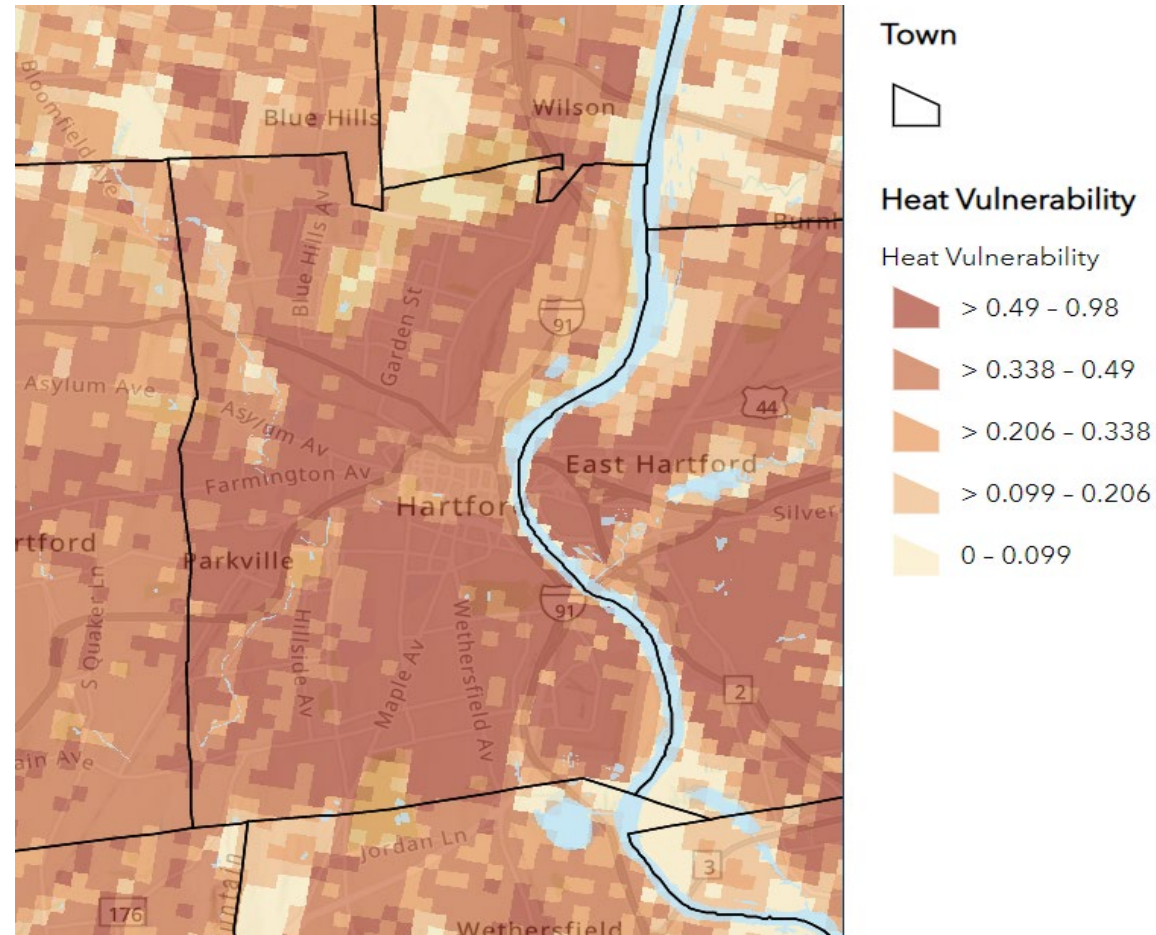 Bloomfield Ave
Blue Hills
Wilson
Blue Hills Av
Burni
Garden St
91
Asylum Ave
44
Asylum Av
East Hartford
Farmington Av
Hartfor
Silver
rtford
Parkville
91
S Quaker Ln
Hillside Av
Maple Av
Wethersfield Av
2
ain Ave
Jordan Ln
3
untain
176
Wethersfield
Town
Heat Vulnerability
Heat Vulnerability
> 0.49 - 0.98
> 0.338 - 0.49
> 0.206 - 0.338
> 0.099 - 0.206
0 - 0.099